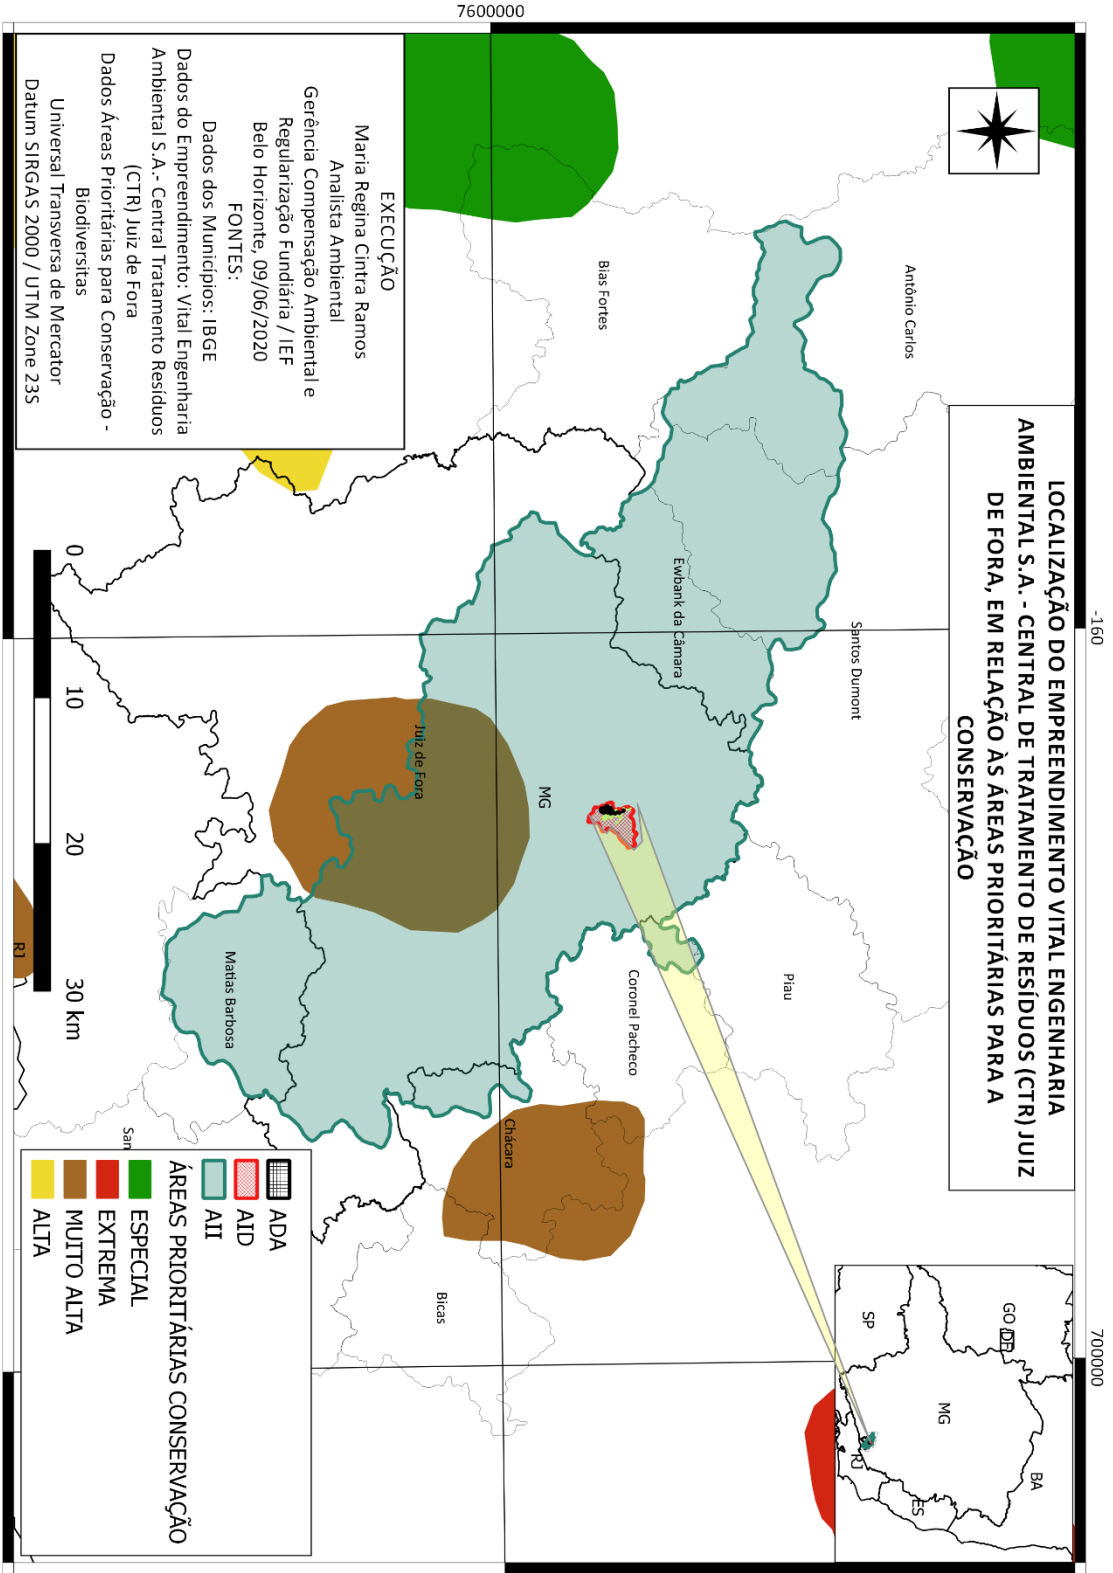 LOCALIZAÇÃO DO EMPREENDIMENTO VITAL ENGENHARIA
AMBIENTAL S.A. - CENTRAL DE TRATAMENTO DE RESÍDUOS (CTR) JUIZ
DE FORA, EM RELAÇÃO ÀS ÁREAS PRIORITÁRIAS PARA A
CONSERVAÇÃO
-160
700000
7600000
GO
DF
BA
MG
SP
ES
RJ
Antônio Carlos
Santos Dumont
Bias Fortes
Ewbank da Câmara
Piau
Coronel Pacheco
MG
Juiz de Fora
Chácara
Bicas
Matias Barbosa
San
RJ
EXECUÇÃO
Maria Regina Cintra Ramos
Analista Ambiental
Gerência Compensação Ambiental e
Regularização Fundiária / IEF
Belo Horizonte, 09/06/2020
FONTES:
Dados dos Municípios: IBGE
Dados do Empreendimento: Vital Engenharia
Ambiental S.A.- Central Tratamento Resíduos
(CTR) Juiz de Fora
Dados Áreas Prioritárias para Conservação -
Biodiversitas
Universal Transversa de Mercator
Datum SIRGAS 2000 / UTM Zone 23S
0 10 20 30 km
ADA
AID
AII
ÁREAS PRIORITÁRIAS CONSERVAÇÃO
ESPECIAL
EXTREMA
MUITO ALTA
ALTA